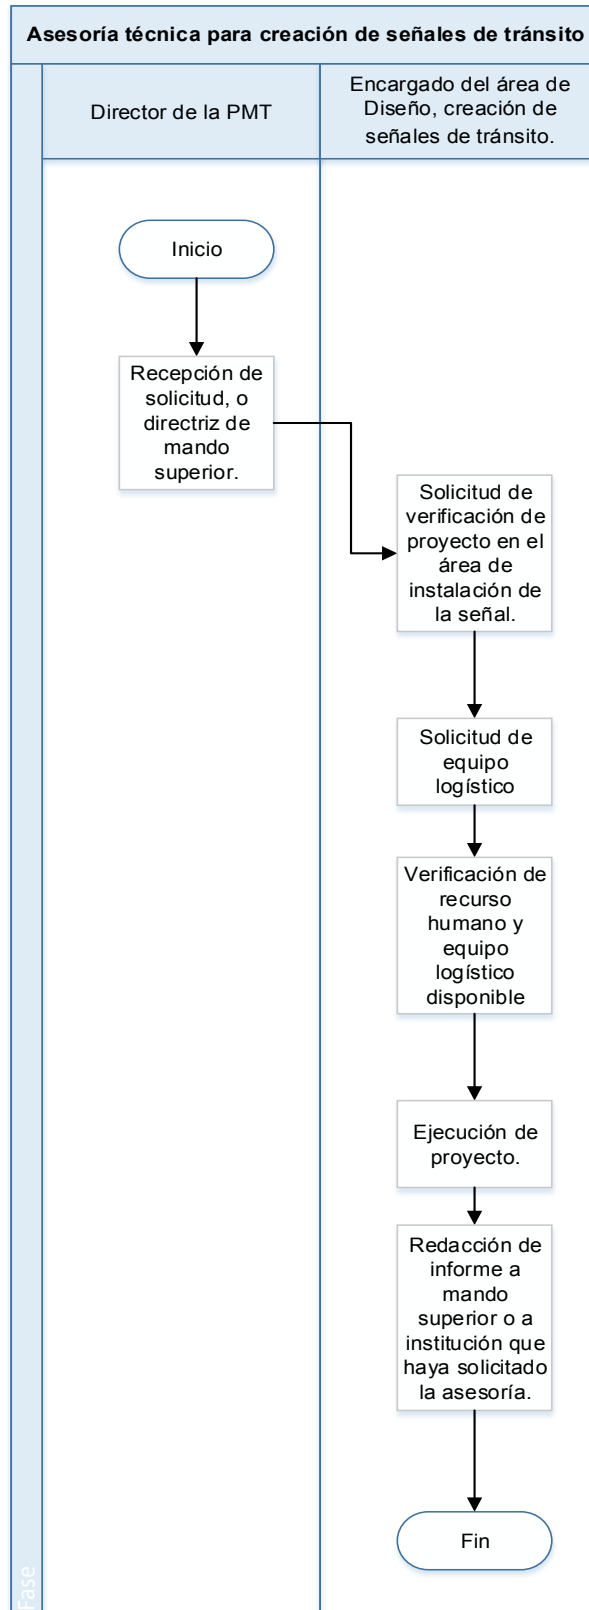 Asesoría técnica para creación de señales de tránsito
Director de la PMT
Encargado del área de
Diseño, creación de
señales de tránsito.
Inicio
Recepción de
solicitud, o
directriz de
mando
superior.
Solicitud de
verificación de
proyecto en el
área de
instalación de
la señal.
Solicitud de
equipo
logístico
Verificación de
recurso
humano y
equipo
logístico
disponible
Ejecución de
proyecto.
Redacción de
informe a
mando
superior o a
institución que
haya solicitado
la asesoría.
Fin
Fase